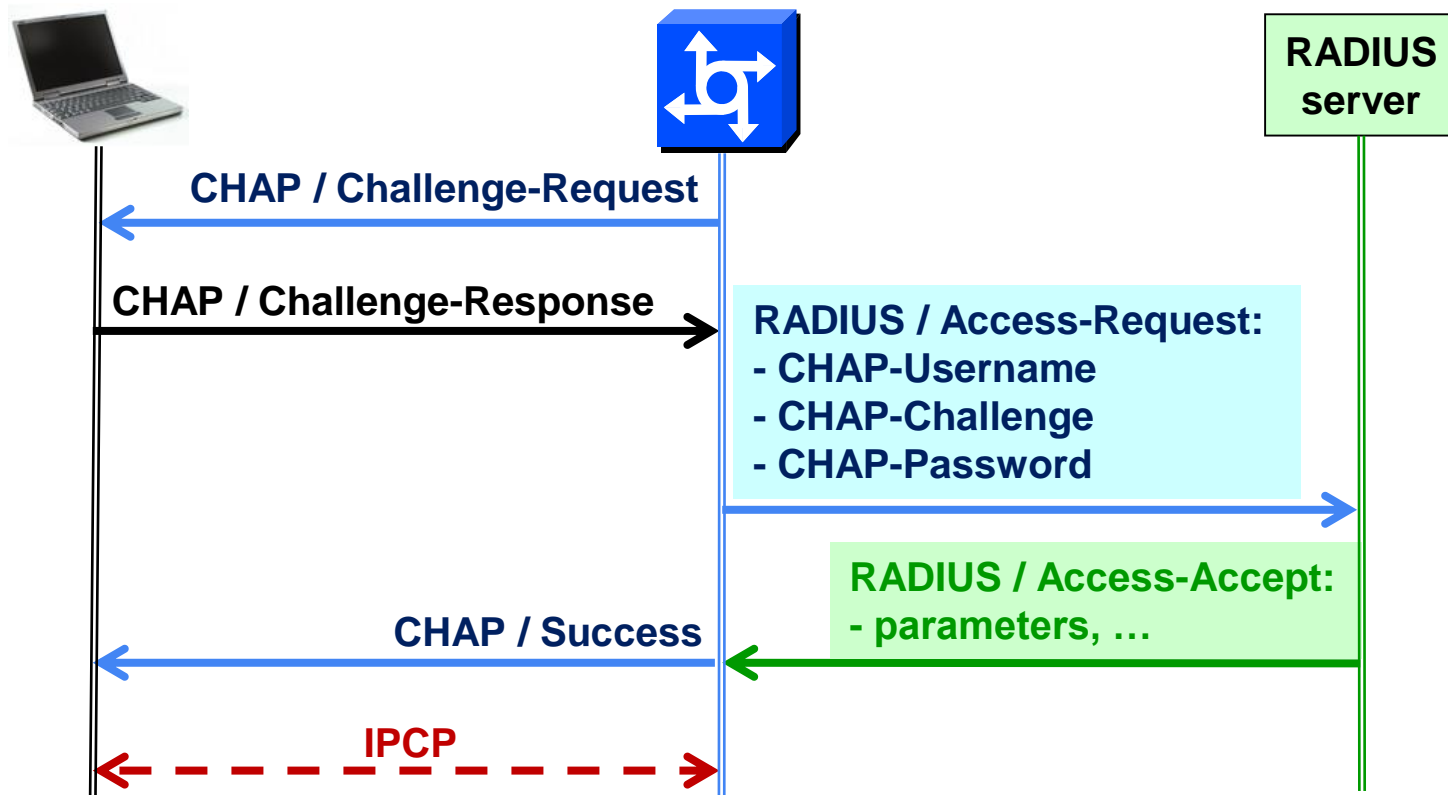 RADIUS
server
CHAP / Challenge-Request
CHAP / Challenge-Response
RADIUS / Access-Request:
- CHAP-Username
- CHAP-Challenge
- CHAP-Password
RADIUS / Access-Accept:
- parameters, …
CHAP / Success
IPCP